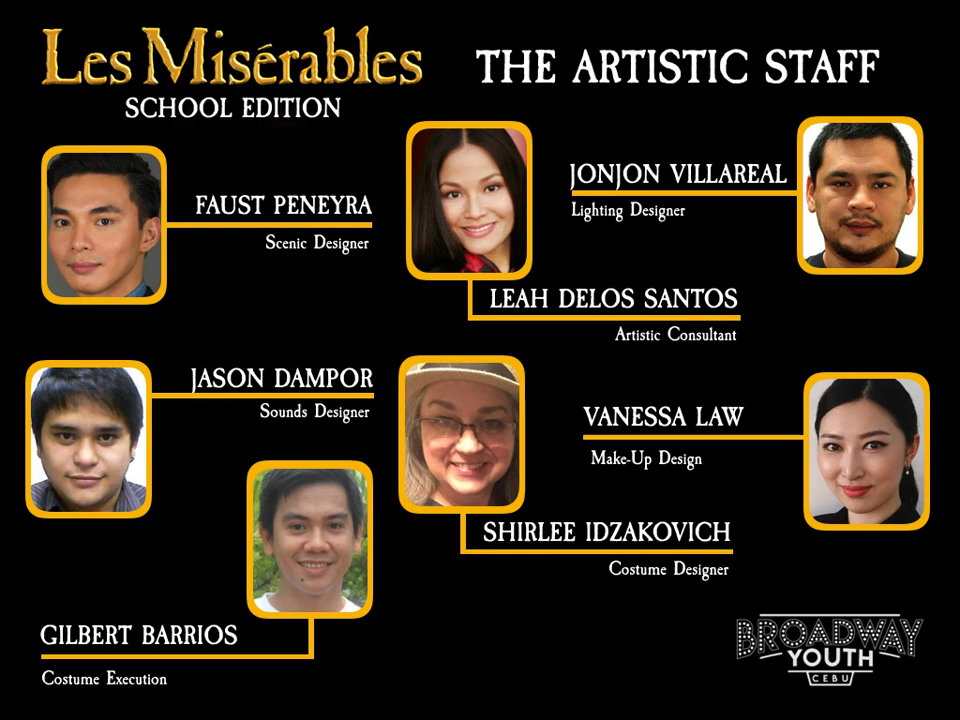 Les Misérables
SCHOOL EDITION
THE ARTISTIC STAFF
FAUST PENEYRA
Scenic Designer
LEAH DELOS SANTOS
Artistic Consultant
JONJON VILLAREAL
Lighting Designer
JASON DAMPOR
Sounds Designer
SHIRLEE IDZAKOVICH
Costume Designer
VANESSA LAW
Make-Up Design
GILBERT BARRIOS
Costume Execution
BROADWAY
YOUTH
CEBU